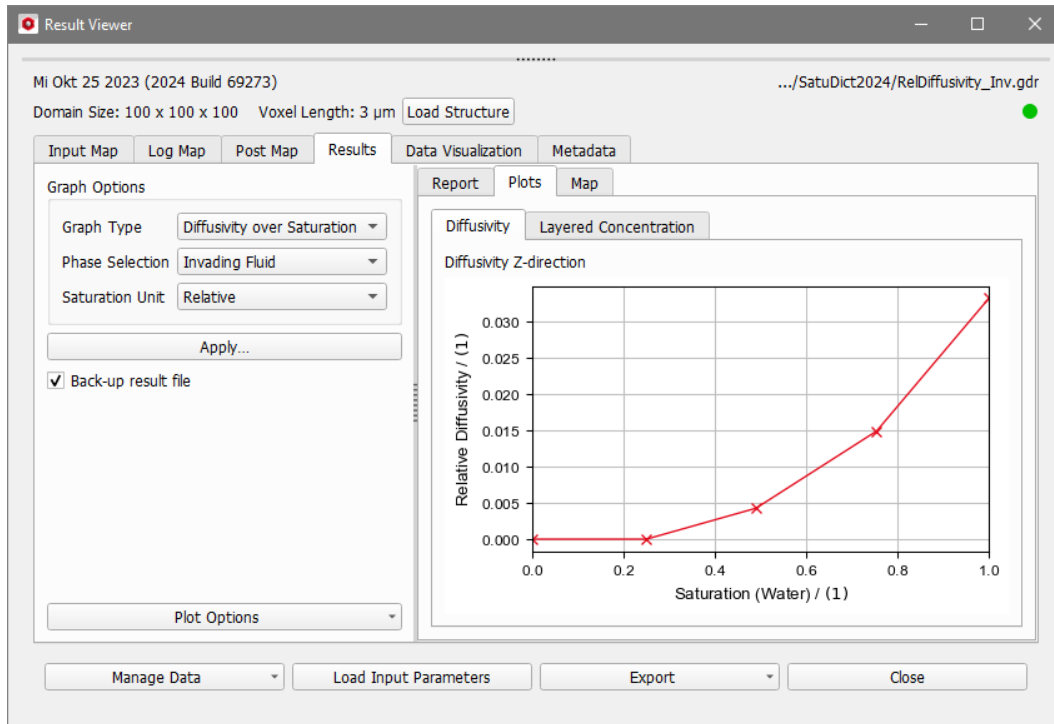 Result Viewer
Mi Okt 25 2023 (2024 Build 69273) .../SatuDict2024/RelDiffusivity_Inv.gdr
Domain Size: 100 x 100 x 100 Voxel Length: 3 µm Load Structure
Input Map Log Map Post Map Results Data Visualization Metadata
Graph Options
Graph Type Diffusivity over Saturation
Phase Selection Invading Fluid
Saturation Unit Relative
Apply...
Back-up result file
Plot Options
Report Plots Map
Diffusivity Layered Concentration
Diffusivity Z-direction
Relative Diffusivity / (1)
0.030
0.025
0.020
0.015
0.010
0.005
0.000
0.0 0.2 0.4 0.6 0.8 1.0
Saturation (Water) / (1)
Manage Data Load Input Parameters Export Close